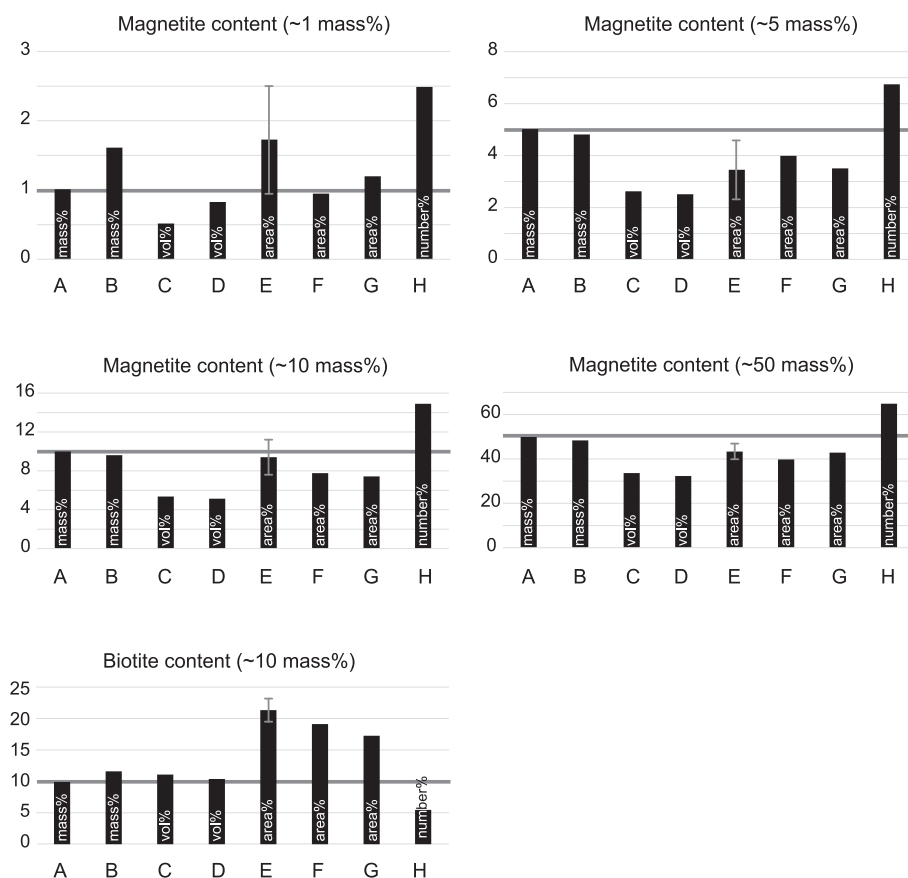 Magnetite content (~1 mass%)
3
2
1
0
mass%
mass%
vol%
vol%
area%
area%
area%
number%
A B C D E F G H
Magnetite content (~5 mass%)
8
6
4
2
0
mass%
mass%
vol%
vol%
area%
area%
area%
number%
A B C D E F G H
Magnetite content (~10 mass%)
16
12
8
4
0
mass%
mass%
vol%
vol%
area%
area%
area%
number%
A B C D E F G H
Magnetite content (~50 mass%)
60
40
20
0
mass%
mass%
vol%
vol%
area%
area%
area%
number%
A B C D E F G H
Biotite content (~10 mass%)
25
20
15
10
5
0
mass%
mass%
vol%
vol%
area%
area%
area%
number%
A B C D E F G H